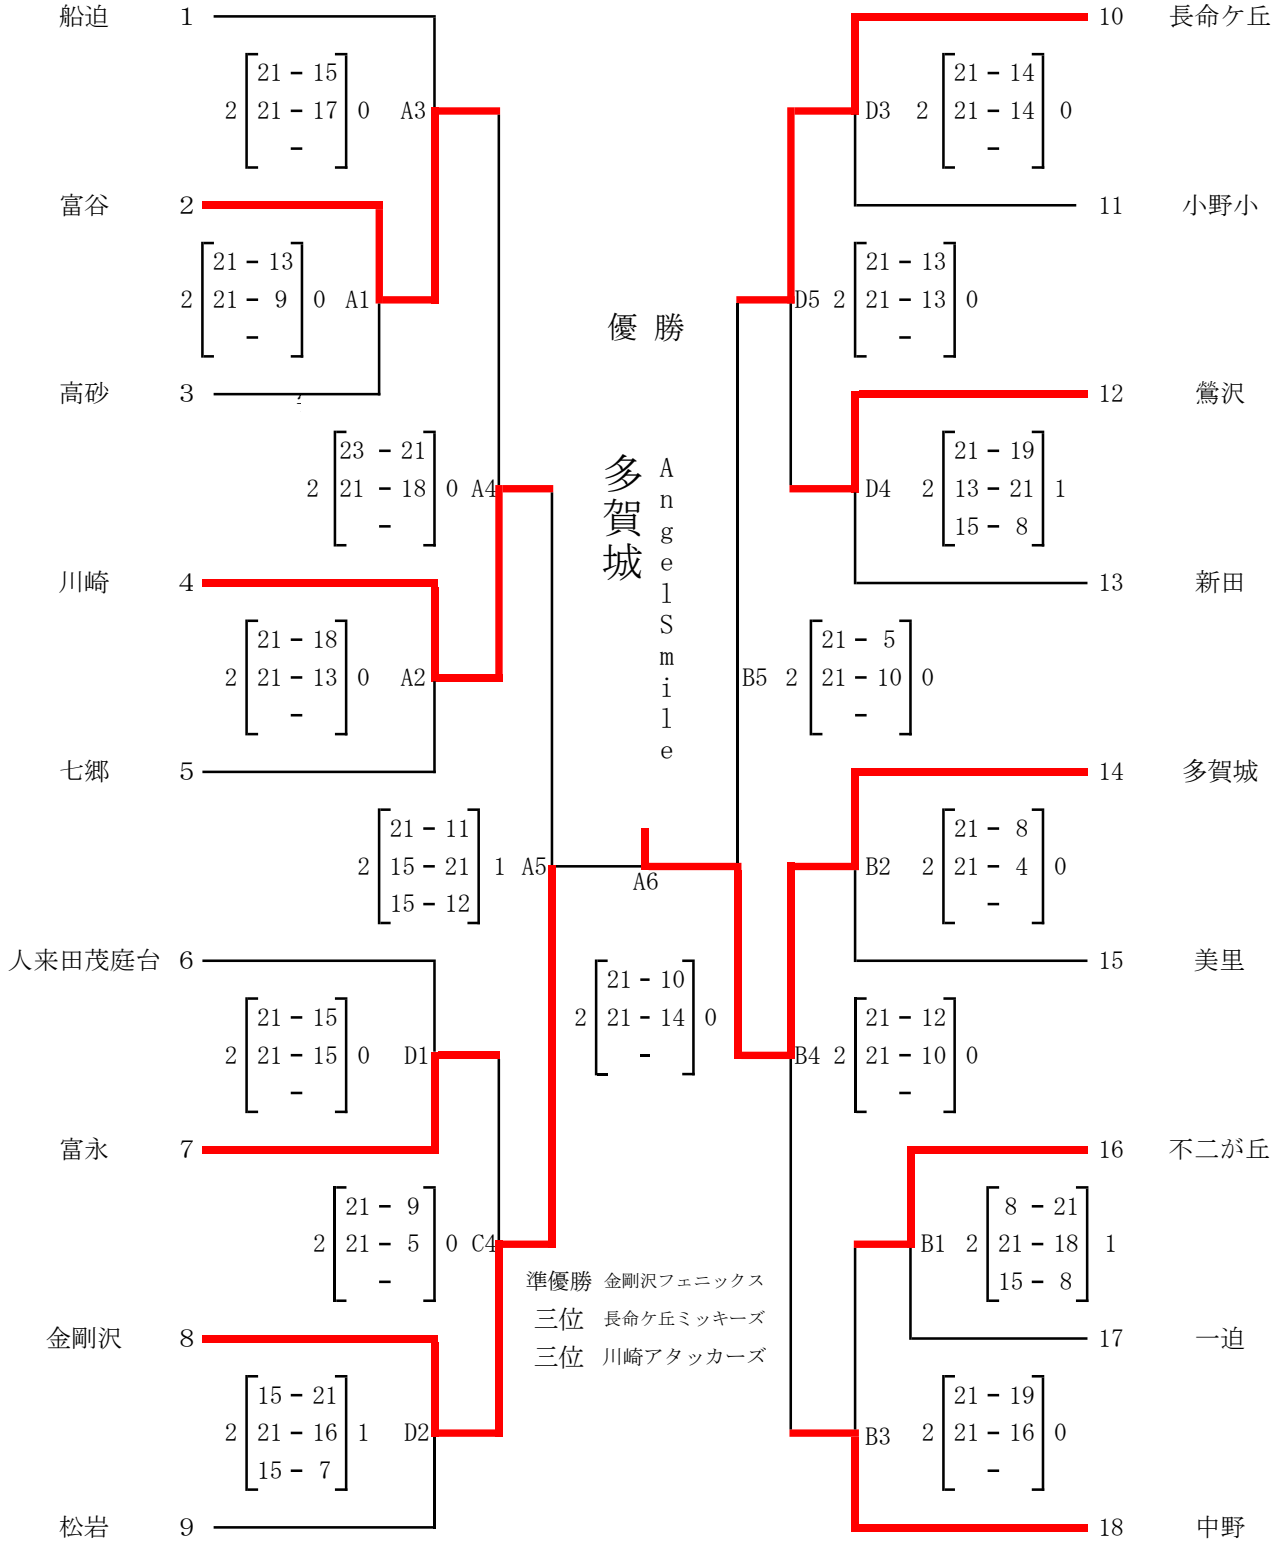 船迫 1
21 - 15
2 21 - 17 0 A3
-
富谷 2
21 - 13
2 21 - 9 0 A1
-
高砂 3
23 - 21
2 21 - 18 0 A4
-
川崎 4
21 - 18
2 21 - 13 0 A2
-
七郷 5
21 - 11
2 15 - 21 1 A5
15 - 12
人来田茂庭台 6
21 - 15
2 21 - 15 0 D1
-
富永 7
21 - 9
2 21 - 5 0 C4
-
金剛沢 8
15 - 21
2 21 - 16 1 D2
15 - 7
松岩 9
優 勝
多賀城
AngelSmile
A6
21 - 10
2 21 - 14 0
-
準優勝 金剛沢フェニックス
三位 長命ケ丘ミッキーズ
三位 川崎アタッカーズ
10 長命ケ丘
21 - 14
D3 2 21 - 14 0
-
11 小野小
21 - 13
D5 2 21 - 13 0
-
12 鶯沢
21 - 19
D4 2 13 - 21 1
15 - 8
13 新田
21 - 5
B5 2 21 - 10 0
-
14 多賀城
21 - 8
B2 2 21 - 4 0
-
15 美里
21 - 12
B4 2 21 - 10 0
-
16 不二が丘
8 - 21
B1 2 21 - 18 1
15 - 8
17 一迫
21 - 19
B3 2 21 - 16 0
-
18 中野